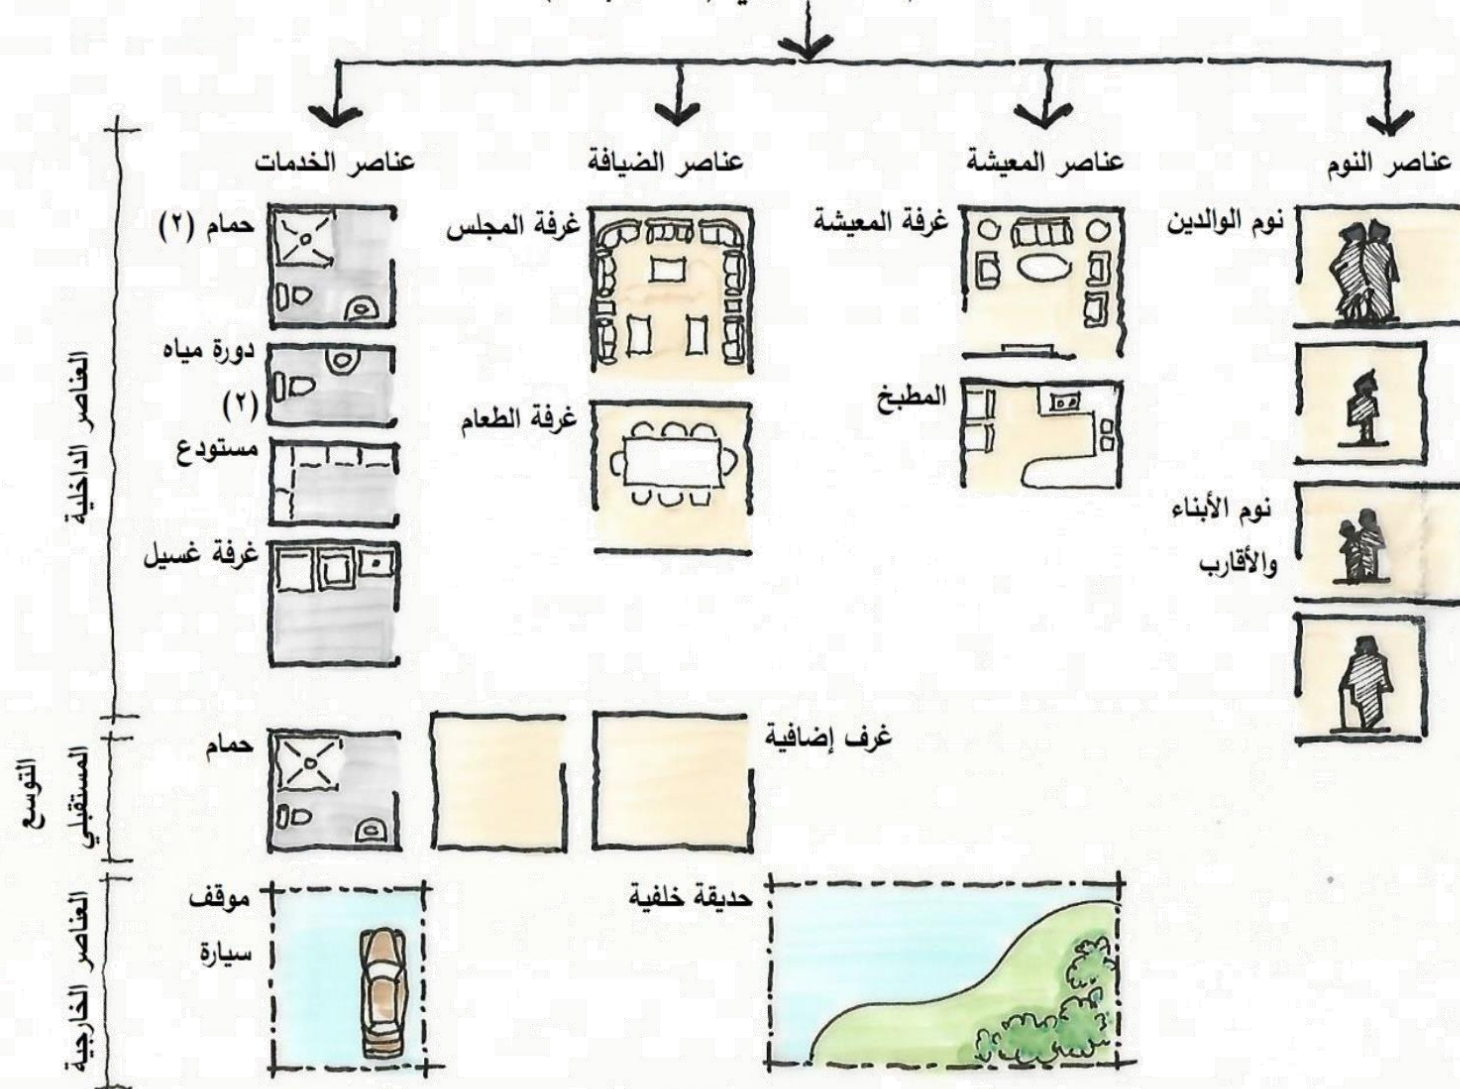 عناصر النوم
عناصر المعيشة
عناصر الضيافة
عناصر الخدمات
نوم الوالدين
نوم الأبناء
والأقارب
غرفة المعيشة
المطبخ
غرفة المجلس
غرفة الطعام
حمام (٢)
دورة مياه
(٢)
مستودع
غرفة غسيل
العناصر الداخلية
غرف إضافية
حمام
التوسع
المستقبلي
حديقة خلفية
موقف
سيارة
العناصر الخارجية